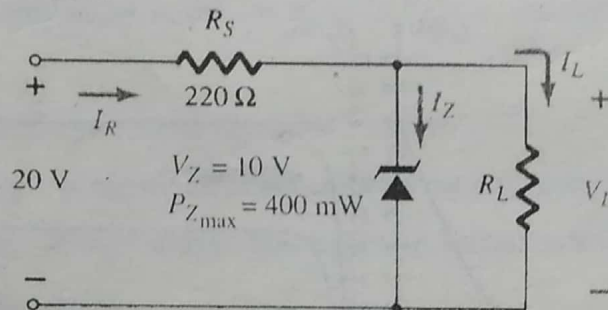 R_S
220 Ω
+
I_R
20 V
−
V_Z = 10 V
P_Zmax = 400 mW
I_Z
I_L
R_L
+
−